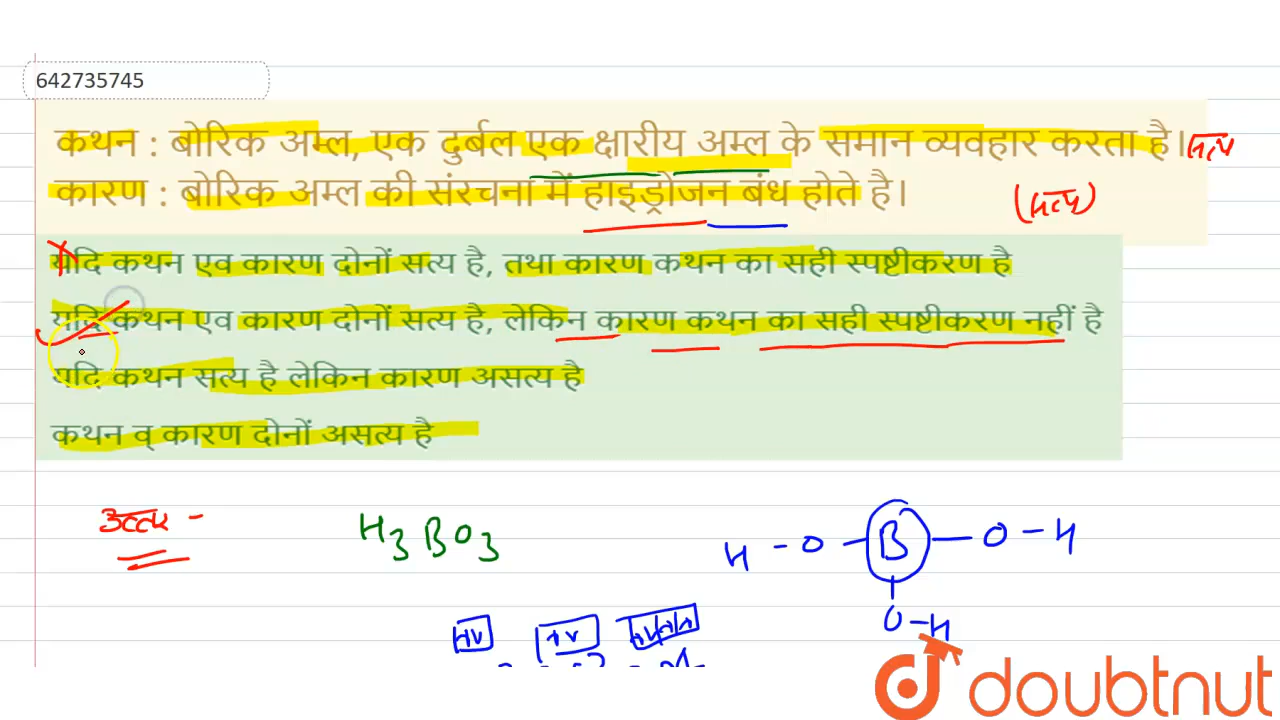 642735745
कथन : बोरिक अम्ल, एक दुर्बल एक क्षारीय अम्ल के समान व्यवहार करता है। सत्य
कारण : बोरिक अम्ल की संरचना में हाइड्रोजन बंध होते है।
(सत्य)
यदि कथन एव कारण दोनों सत्य है, तथा कारण कथन का सही स्पष्टीकरण है
यदि कथन एव कारण दोनों सत्य है, लेकिन कारण कथन का सही स्पष्टीकरण नहीं है
यदि कथन सत्य है लेकिन कारण असत्य है
कथन व् कारण दोनों असत्य है
उत्तर -
H3BO3
H - O - B - O - H
O-H
doubtnut